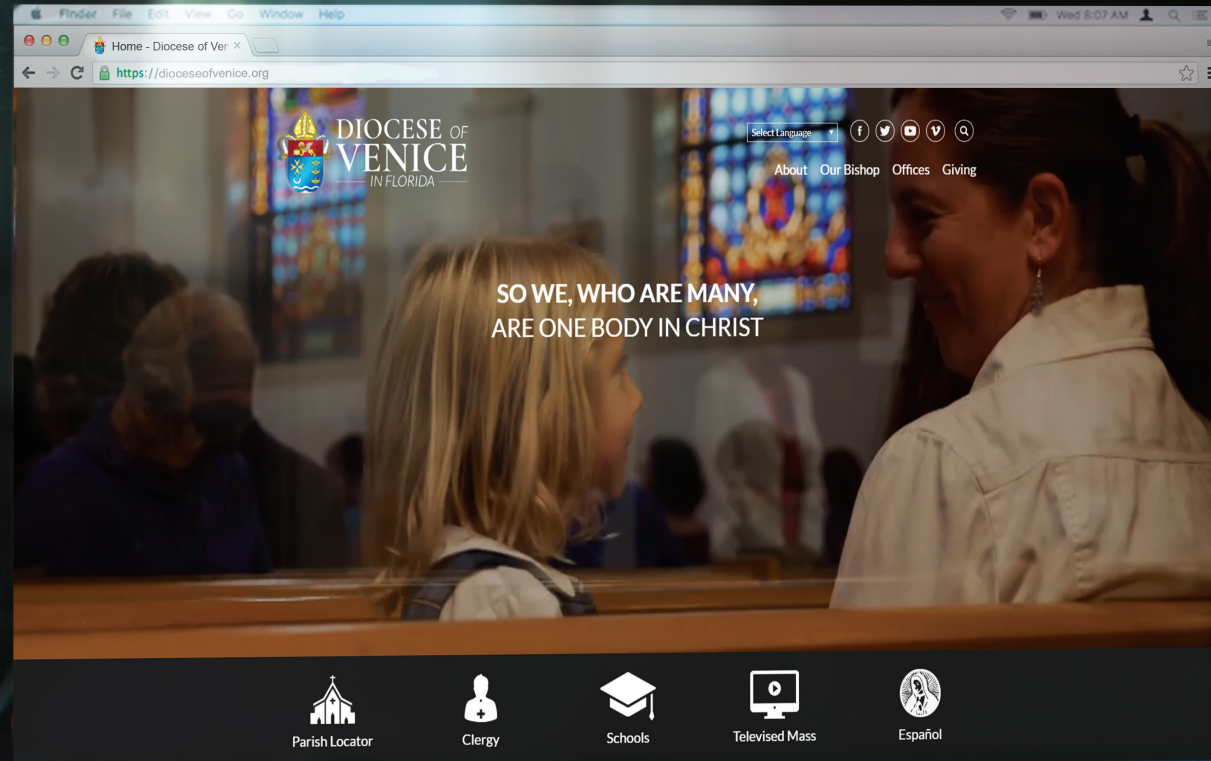 Finder File Edit View Go Window Help
Wed 8:07 AM
Home - Diocese of Ver
https://dioceseofvenice.org
DIOCESE OF
VENICE
IN FLORIDA
Select Language
About Our Bishop Offices Giving
SO WE, WHO ARE MANY,
ARE ONE BODY IN CHRIST
Parish Locator
Clergy
Schools
Televised Mass
Español